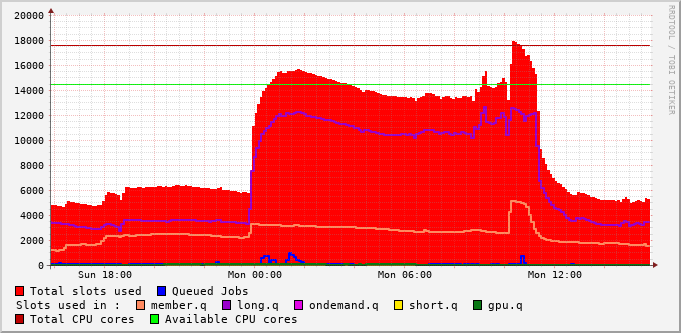 20000
18000
16000
14000
12000
10000
8000
6000
4000
2000
0
Sun 18:00 Mon 00:00 Mon 06:00 Mon 12:00
Total slots used Queued Jobs
Slots used in : member.q long.q ondemand.q short.q gpu.q
Total CPU cores Available CPU cores
RRDTOOL / TOBI OETIKER